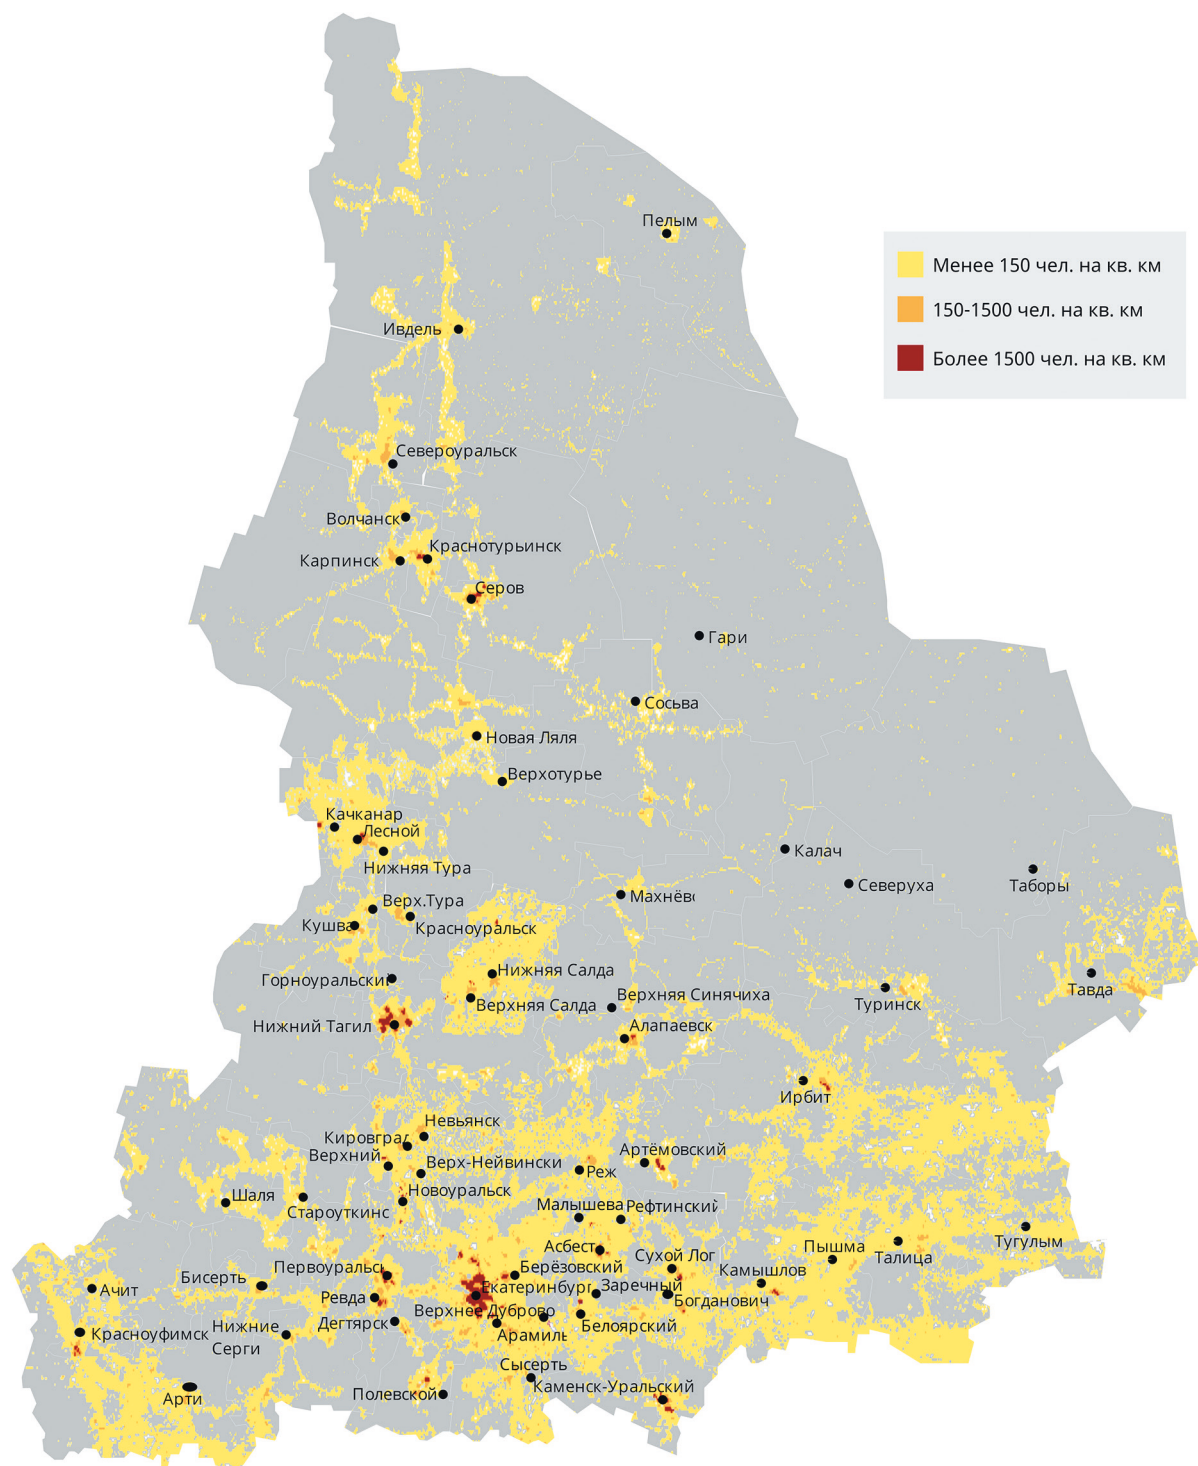 Пелым
Менее 150 чел. на кв. км
150-1500 чел. на кв. км
Ивдель
Более 1500 чел. на кв. км
Североуральск
Волчанск
Краснотурьинск
Карпинск
Серов
Гари
Сосьва
Новая Ляля
Верхотурье
Качканар
Лесной
Калач
Нижняя Тура
Северуха
Таборы
Махнёво
Верх.Тура
Кушва
Красноуральск
Нижняя Салда
Горноуральский
Тавда
Верхняя Синячиха
Верхняя Салда
Туринск
Нижний Тагил
Алапаевск
Ирбит
Невьянск
Кировград
Артёмовский
Верхний
Верх-Нейвински
Реж
Новоуральск
Шаля
Староуткинс
Малышева
Рефтинский
Тугулым
Асбест
Сухой Лог
Пышма
Талица
Первоуральск
Берёзовский
Камышлов
Бисерть
Ачит
Екатеринбург
Заречный
Ревда
Богданович
Верхнее Дуброво
Дегтярск
Белоярский
Нижние
Серги
Арамиль
Красноуфимск
Сысерть
Каменск-Уральский
Полевской
Арти